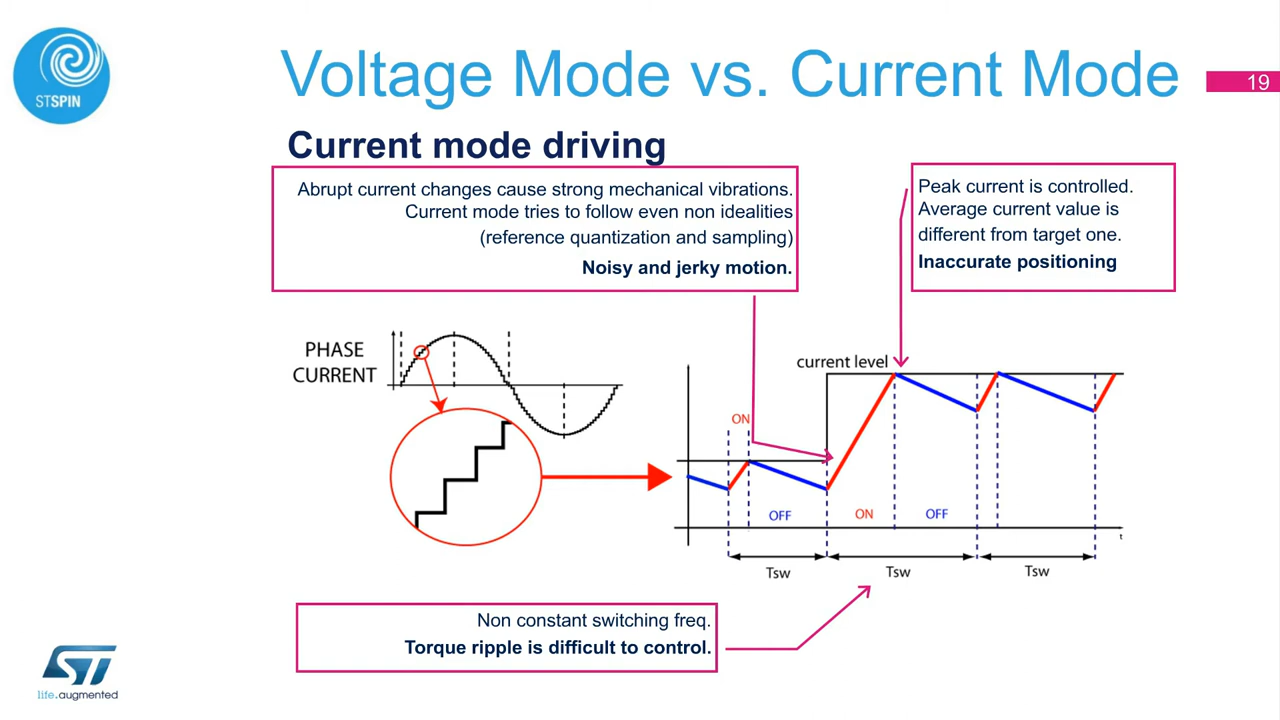 STSPIN
Voltage Mode vs. Current Mode
19
Current mode driving
Abrupt current changes cause strong mechanical vibrations.
Current mode tries to follow even non idealities
(reference quantization and sampling)
Noisy and jerky motion.
Peak current is controlled.
Average current value is
different from target one.
Inaccurate positioning
PHASE
CURRENT
current level
ON
OFF
ON
OFF
t
Tsw
Tsw
Tsw
Non constant switching freq.
Torque ripple is difficult to control.
ST
life.augmented